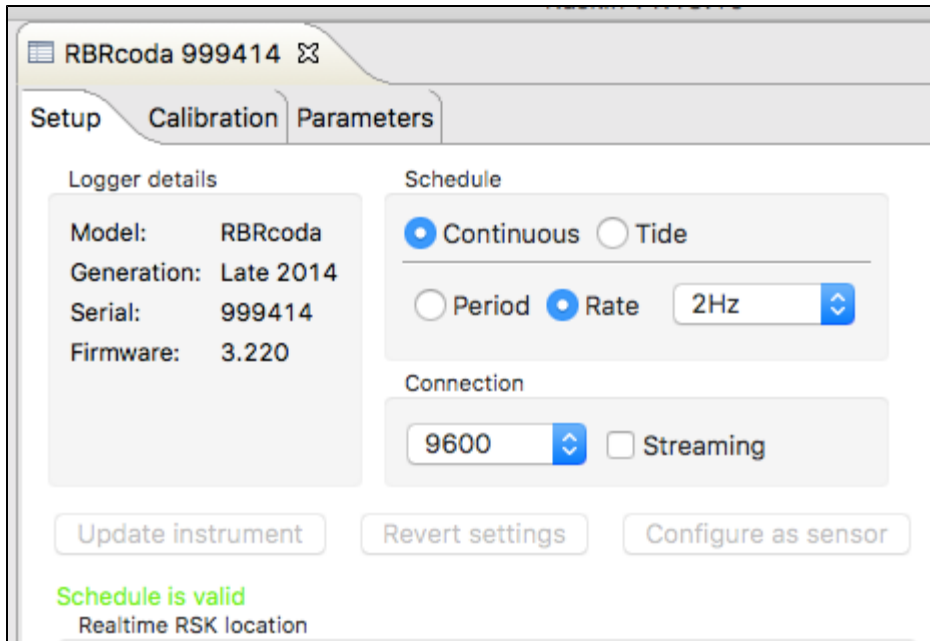 RBRcoda 999414
Setup Calibration Parameters
Logger details
Model: RBRcoda
Generation: Late 2014
Serial: 999414
Firmware: 3.220
Schedule
Continuous Tide
Period Rate 2Hz
Connection
9600 Streaming
Update instrument Revert settings Configure as sensor
Schedule is valid
Realtime RSK location